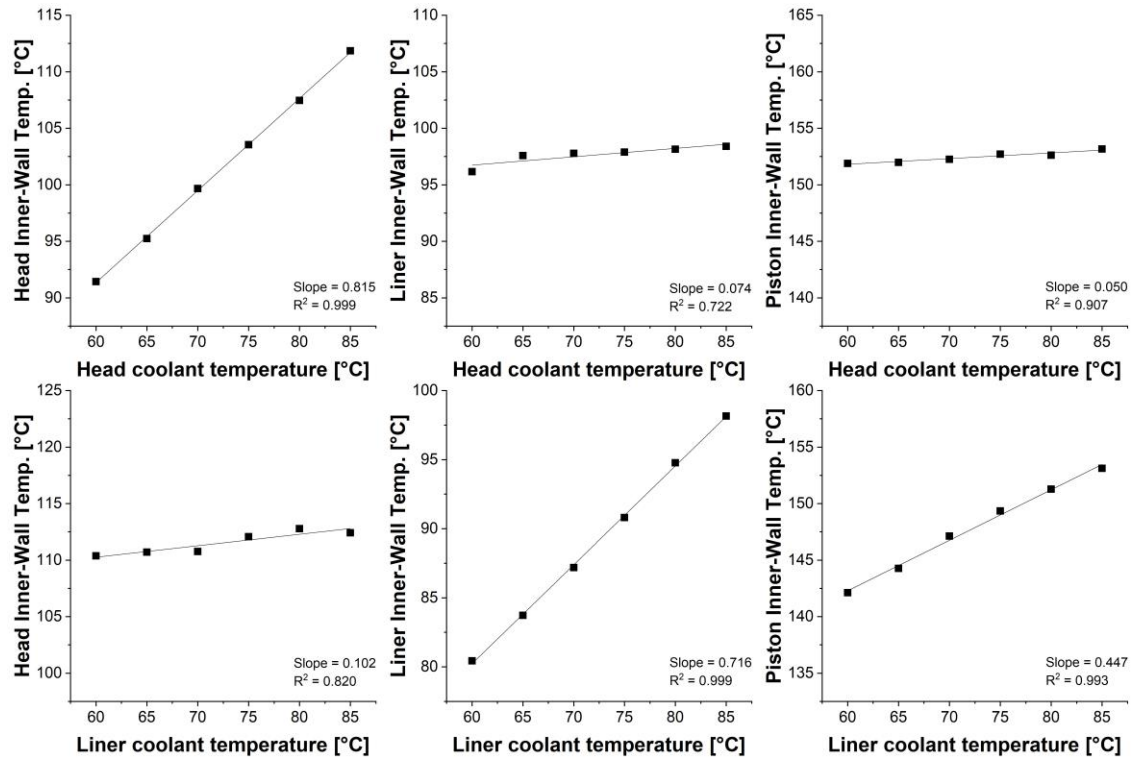 Head Inner-Wall Temp. [°C]
115
110
105
100
95
90
60 65 70 75 80 85
Slope = 0.815
R² = 0.999
Head coolant temperature [°C]
Liner Inner-Wall Temp. [°C]
110
105
100
95
90
85
60 65 70 75 80 85
Slope = 0.074
R² = 0.722
Head coolant temperature [°C]
Piston Inner-Wall Temp. [°C]
165
160
155
150
145
140
60 65 70 75 80 85
Slope = 0.050
R² = 0.907
Head coolant temperature [°C]
Head Inner-Wall Temp. [°C]
125
120
115
110
105
100
60 65 70 75 80 85
Slope = 0.102
R² = 0.820
Liner coolant temperature [°C]
Liner Inner-Wall Temp. [°C]
100
95
90
85
80
60 65 70 75 80 85
Slope = 0.716
R² = 0.999
Liner coolant temperature [°C]
Piston Inner-Wall Temp. [°C]
160
155
150
145
140
135
60 65 70 75 80 85
Slope = 0.447
R² = 0.993
Liner coolant temperature [°C]